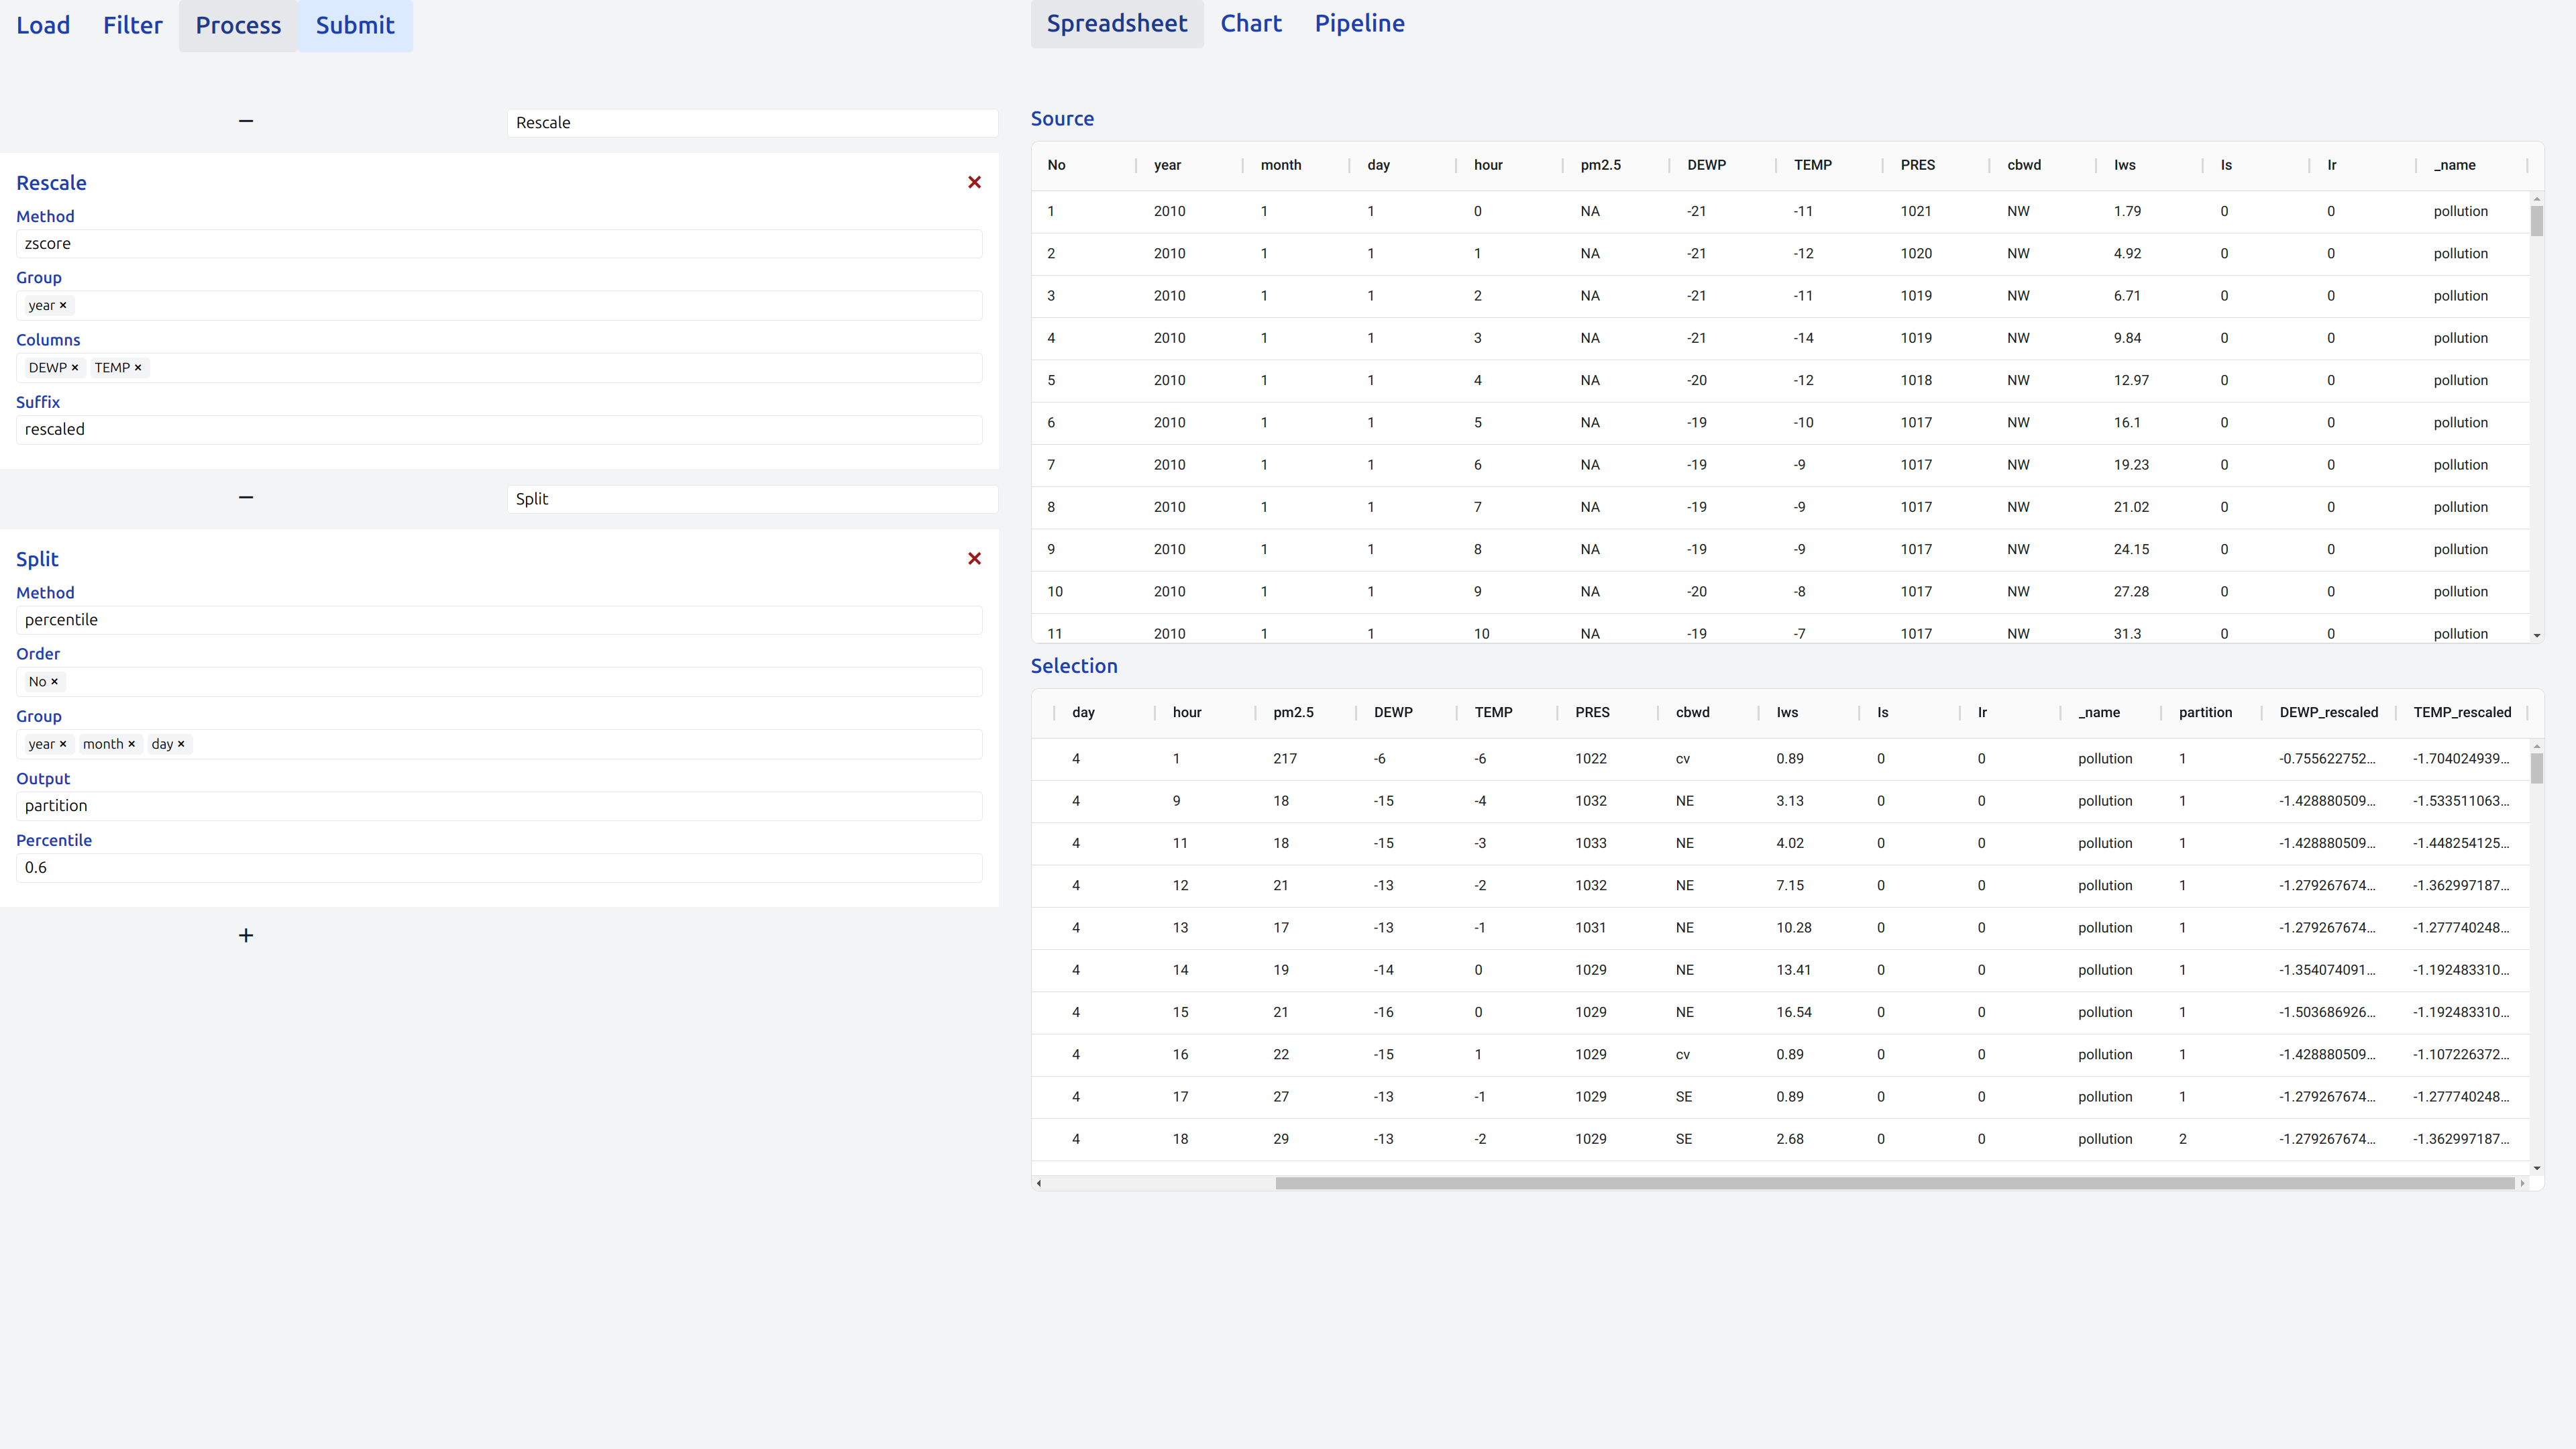 Load Filter Process Submit
Rescale
Rescale ×
Method
zscore
Group
year ×
Columns
DEWP × TEMP ×
Suffix
rescaled
Split
Split ×
Method
percentile
Order
No ×
Group
year × month × day ×
Output
partition
Percentile
0.6
+
Spreadsheet Chart Pipeline
Source
No year month day hour pm2.5 DEWP TEMP PRES cbwd Iws Is Ir _name
1 2010 1 1 0 NA -21 -11 1021 NW 1.79 0 0 pollution
2 2010 1 1 1 NA -21 -12 1020 NW 4.92 0 0 pollution
3 2010 1 1 2 NA -21 -11 1019 NW 6.71 0 0 pollution
4 2010 1 1 3 NA -21 -14 1019 NW 9.84 0 0 pollution
5 2010 1 1 4 NA -20 -12 1018 NW 12.97 0 0 pollution
6 2010 1 1 5 NA -19 -10 1017 NW 16.1 0 0 pollution
7 2010 1 1 6 NA -19 -9 1017 NW 19.23 0 0 pollution
8 2010 1 1 7 NA -19 -9 1017 NW 21.02 0 0 pollution
9 2010 1 1 8 NA -19 -9 1017 NW 24.15 0 0 pollution
10 2010 1 1 9 NA -20 -8 1017 NW 27.28 0 0 pollution
11 2010 1 1 10 NA -19 -7 1017 NW 31.3 0 0 pollution
Selection
day hour pm2.5 DEWP TEMP PRES cbwd Iws Is Ir _name partition DEWP_rescaled TEMP_rescaled
4 1 217 -6 -6 1022 cv 0.89 0 0 pollution 1 -0.755622752... -1.704024939...
4 9 18 -15 -4 1032 NE 3.13 0 0 pollution 1 -1.428880509... -1.533511063...
4 11 18 -15 -3 1033 NE 4.02 0 0 pollution 1 -1.428880509... -1.448254125...
4 12 21 -13 -2 1032 NE 7.15 0 0 pollution 1 -1.279267674... -1.362997187...
4 13 17 -13 -1 1031 NE 10.28 0 0 pollution 1 -1.279267674... -1.277740248...
4 14 19 -14 0 1029 NE 13.41 0 0 pollution 1 -1.354074091... -1.192483310...
4 15 21 -16 0 1029 NE 16.54 0 0 pollution 1 -1.503686926... -1.192483310...
4 16 22 -15 1 1029 cv 0.89 0 0 pollution 1 -1.428880509... -1.107226372...
4 17 27 -13 -1 1029 SE 0.89 0 0 pollution 1 -1.279267674... -1.277740248...
4 18 29 -13 -2 1029 SE 2.68 0 0 pollution 2 -1.279267674... -1.362997187...